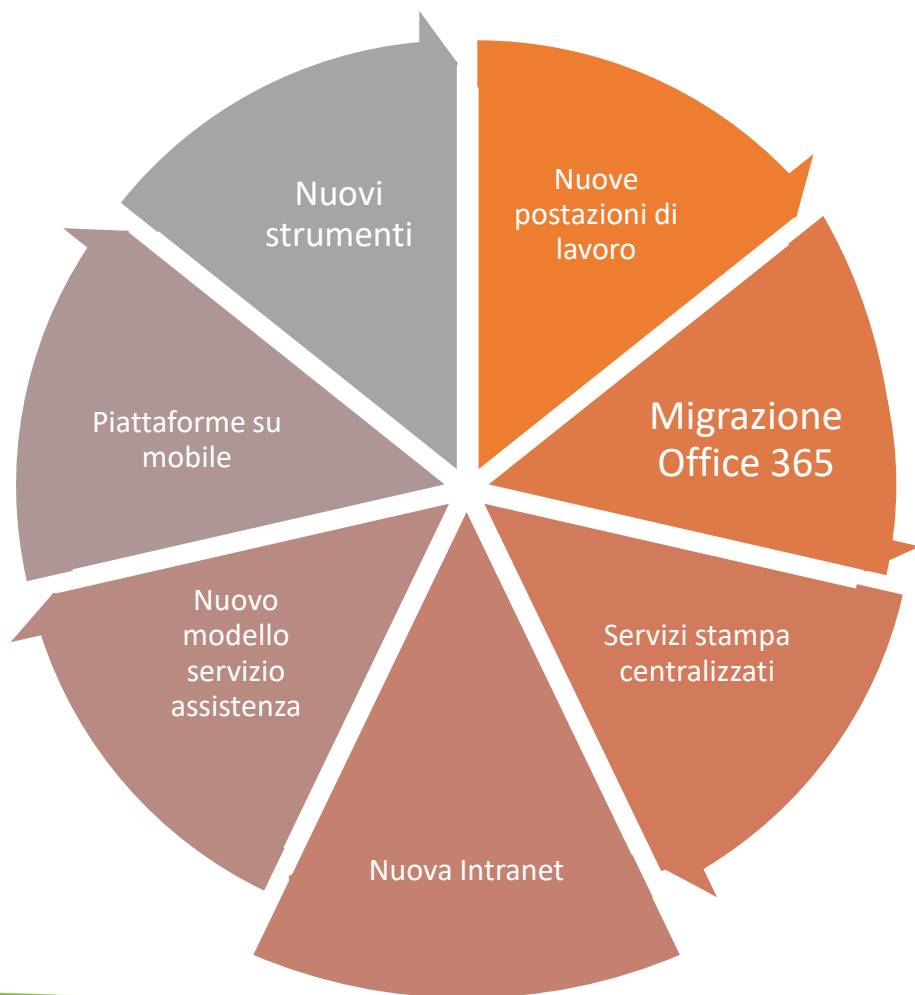 Nuovi
strumenti
Nuove
postazioni di
lavoro
Migrazione
Office 365
Servizi stampa
centralizzati
Nuova Intranet
Nuovo
modello
servizio
assistenza
Piattaforme su
mobile